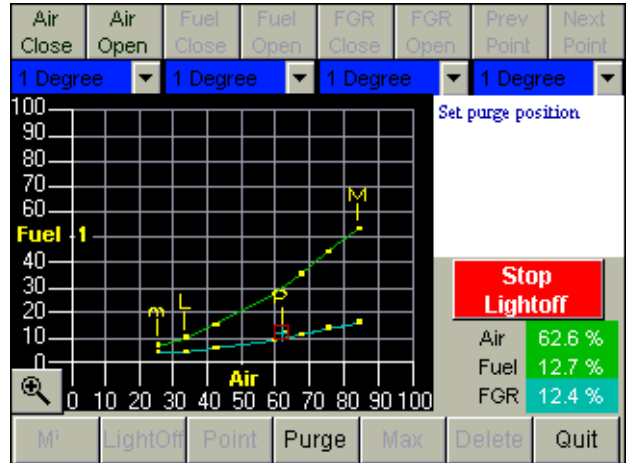 Air Air Fuel Fuel FGR FGR Prev Next
Close Open Close Open Close Open Point Point
1 Degree 1 Degree 1 Degree 1 Degree
100
90
80
70
60
Fuel 1
40
30
20
10
0
M
m L P
Air
0 10 20 30 40 50 60 70 80 90 100
Set purge position
Stop
Lightoff
Air 62.6 %
Fuel 12.7 %
FGR 12.4 %
Mi LightOff Point Purge Max Delete Quit